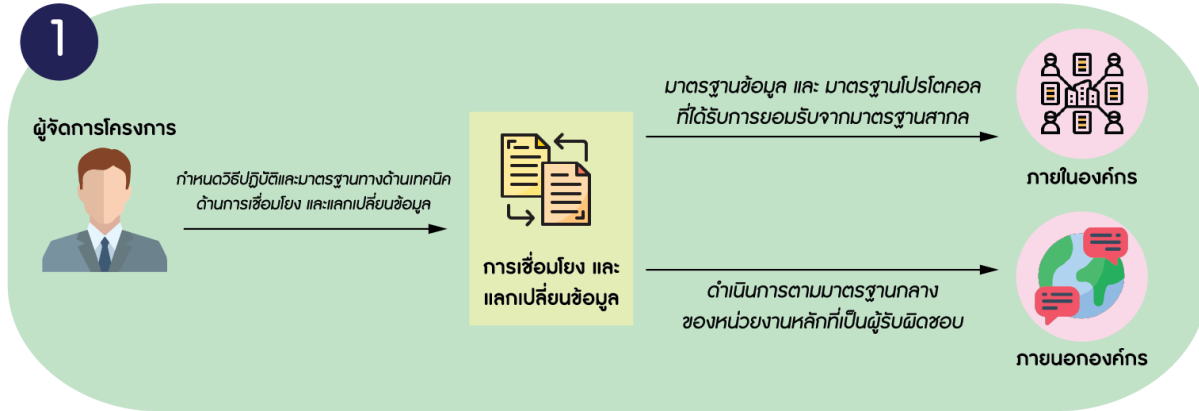 1
ผู้จัดการโครงการ
กำหนดวิธีปฏิบัติและมาตรฐานทางด้านเทคนิค
ด้านการเชื่อมโยง และแลกเปลี่ยนข้อมูล
การเชื่อมโยง และ
แลกเปลี่ยนข้อมูล
มาตรฐานข้อมูล และ มาตรฐานโปรโตคอล
ที่ได้รับการยอมรับจากมาตรฐานสากล
ภายในองค์กร
ดำเนินการตามมาตรฐานกลาง
ของหน่วยงานหลักที่เป็นผู้รับผิดชอบ
ภายนอกองค์กร